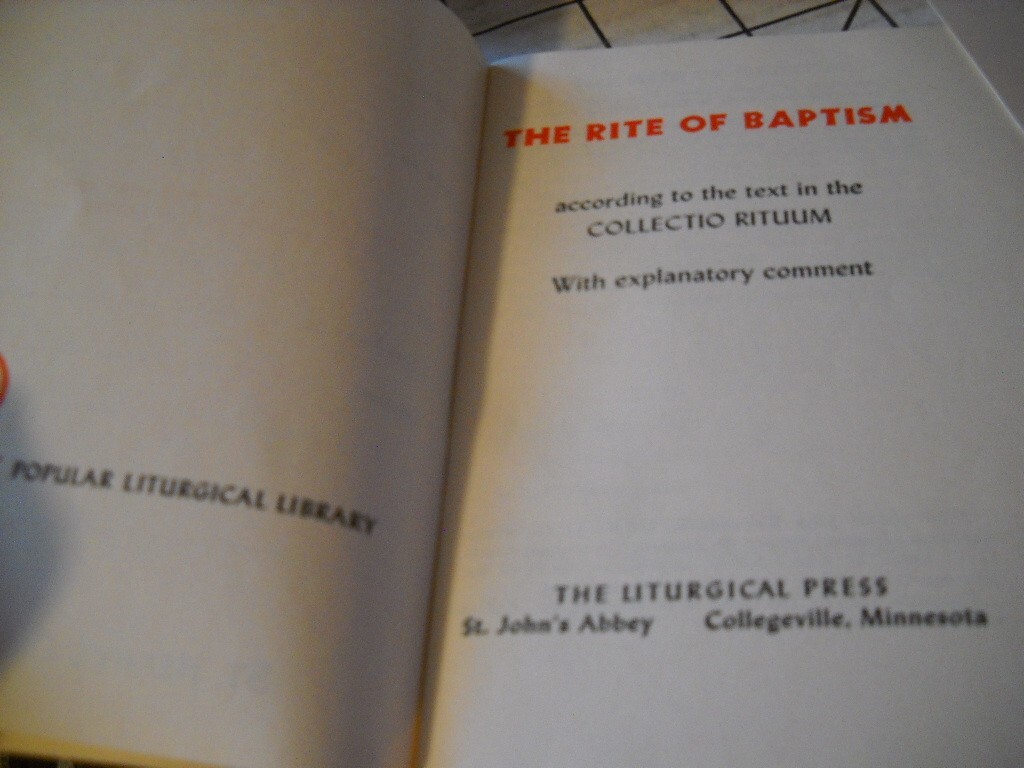 POPULAR LITURGICAL LIBRARY
THE RITE OF BAPTISM
according to the text in the
COLLECTIO RITUUM
With explanatory comment
THE LITURGICAL PRESS
St. John's Abbey Collegeville, Minnesota